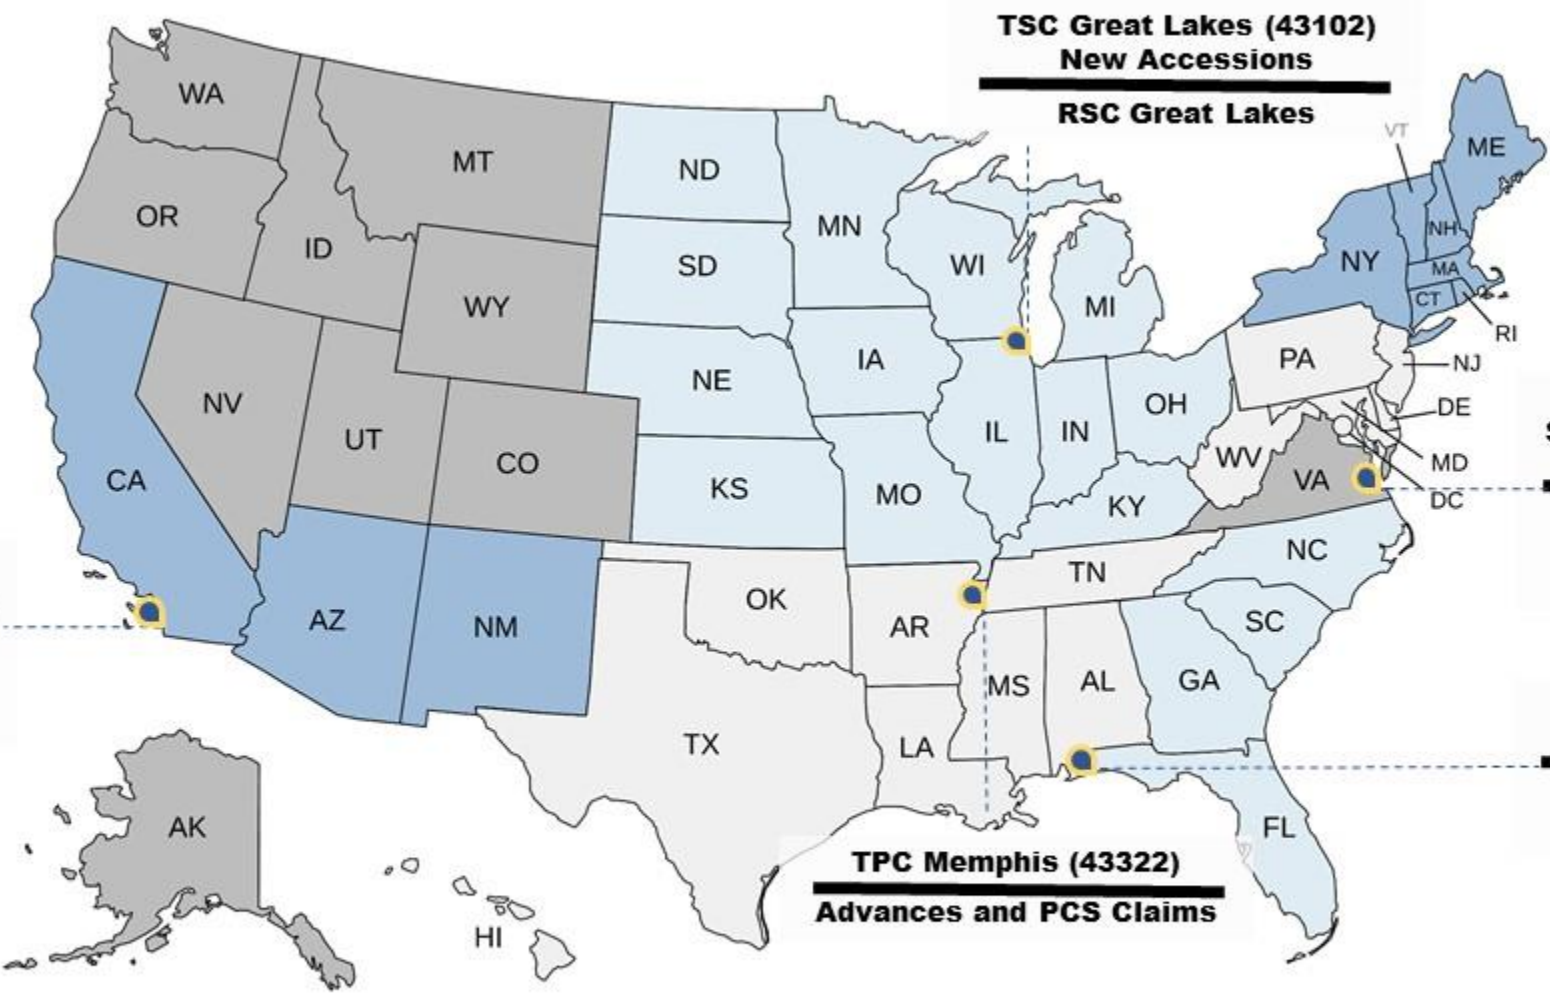 TSC Great Lakes (43102)
New Accessions
RSC Great Lakes
WA
MT
ND
MN
VT
ME
OR
ID
SD
WI
MI
NY
NH
MA
CT
RI
WY
NE
IA
PA
NJ
NV
UT
CO
KS
MO
IL
IN
OH
WV
VA
DE
MD
DC
CA
KY
NC
AZ
NM
OK
AR
TN
SC
TX
LA
MS
AL
GA
FL
AK
HI
TPC Memphis (43322)
Advances and PCS Claims